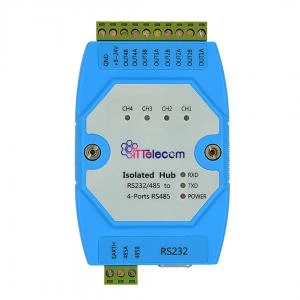 GND
+9~24V
OUT4B
OUT4A
OUT3B
OUT3A
OUT2B
OUT2A
OUT1B
OUT1A
CH4 CH3 CH2 CH1
ITTelecom
Isolated Hub
RS232/485 to
4-Ports RS485
RXD
TXD
POWER
EARTH
485A
485B
RS232